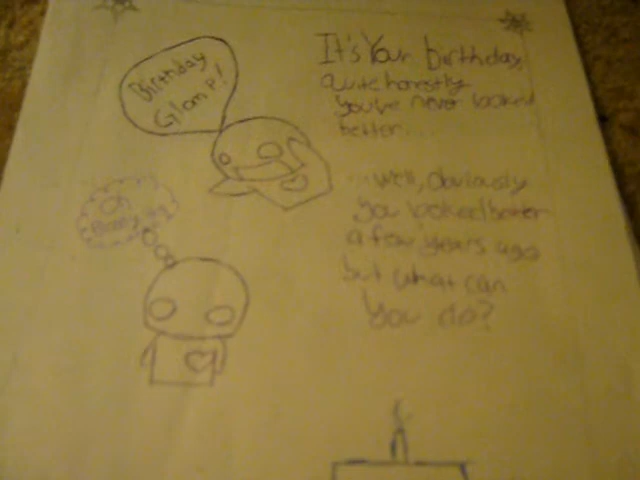 Birthday
Glomp!
It's Your birthday,
quite honestly
you've never looked
better....
...Well, Obviously
you looked better
a few years ago
but what can
you do?
Oh